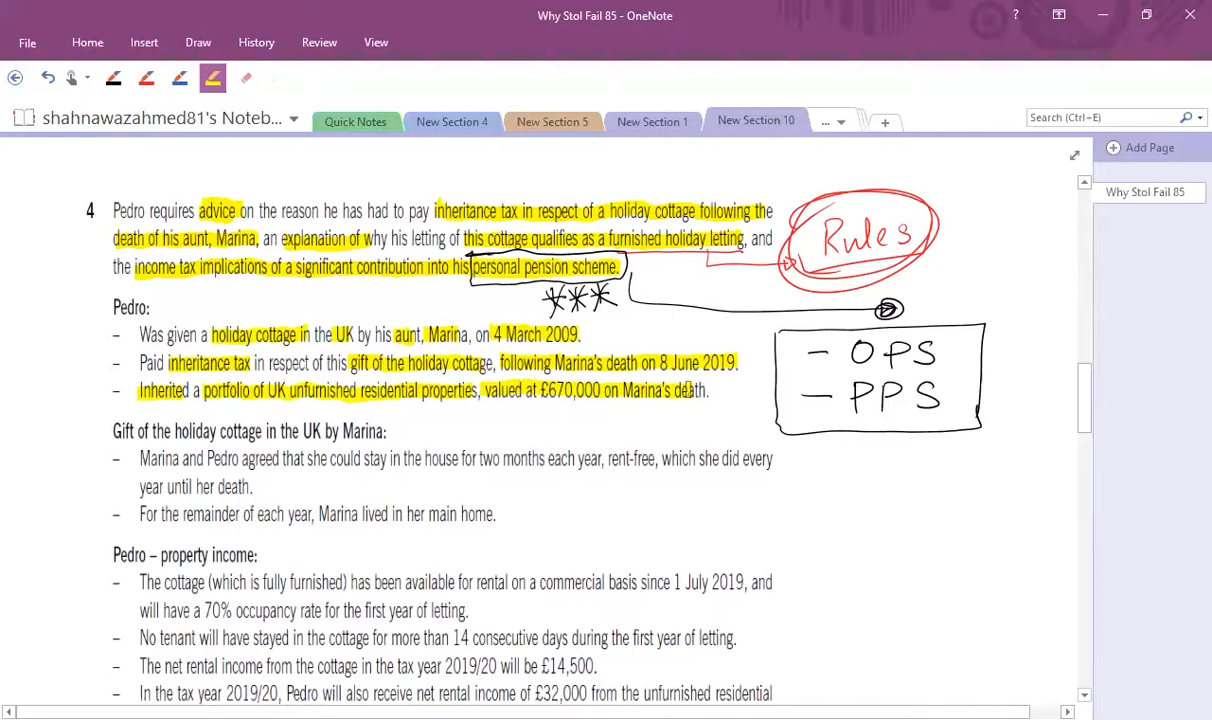 Why Stol Fail 85 - OneNote
?
File
Home
Insert
Draw
History
Review
View
shahnawazahmed81's Noteb...
Quick Notes
New Section 4
New Section 5
New Section 1
New Section 10
...
+
Search (Ctrl+E)
Add Page
Why Stol Fail 85
4 Pedro requires advice on the reason he has had to pay inheritance tax in respect of a holiday cottage following the
death of his aunt, Marina, an explanation of why his letting of this cottage qualifies as a furnished holiday letting, and
the income tax implications of a significant contribution into his personal pension scheme.
Rules
***
Pedro:
– Was given a holiday cottage in the UK by his aunt, Marina, on 4 March 2009.
– Paid inheritance tax in respect of this gift of the holiday cottage, following Marina's death on 8 June 2019.
– Inherited a portfolio of UK unfurnished residential properties, valued at £670,000 on Marina's death.
- OPS
- PPS
Gift of the holiday cottage in the UK by Marina:
– Marina and Pedro agreed that she could stay in the house for two months each year, rent-free, which she did every
year until her death.
– For the remainder of each year, Marina lived in her main home.
Pedro – property income:
– The cottage (which is fully furnished) has been available for rental on a commercial basis since 1 July 2019, and
will have a 70% occupancy rate for the first year of letting.
– No tenant will have stayed in the cottage for more than 14 consecutive days during the first year of letting.
– The net rental income from the cottage in the tax year 2019/20 will be £14,500.
– In the tax year 2019/20, Pedro will also receive net rental income of £32,000 from the unfurnished residential